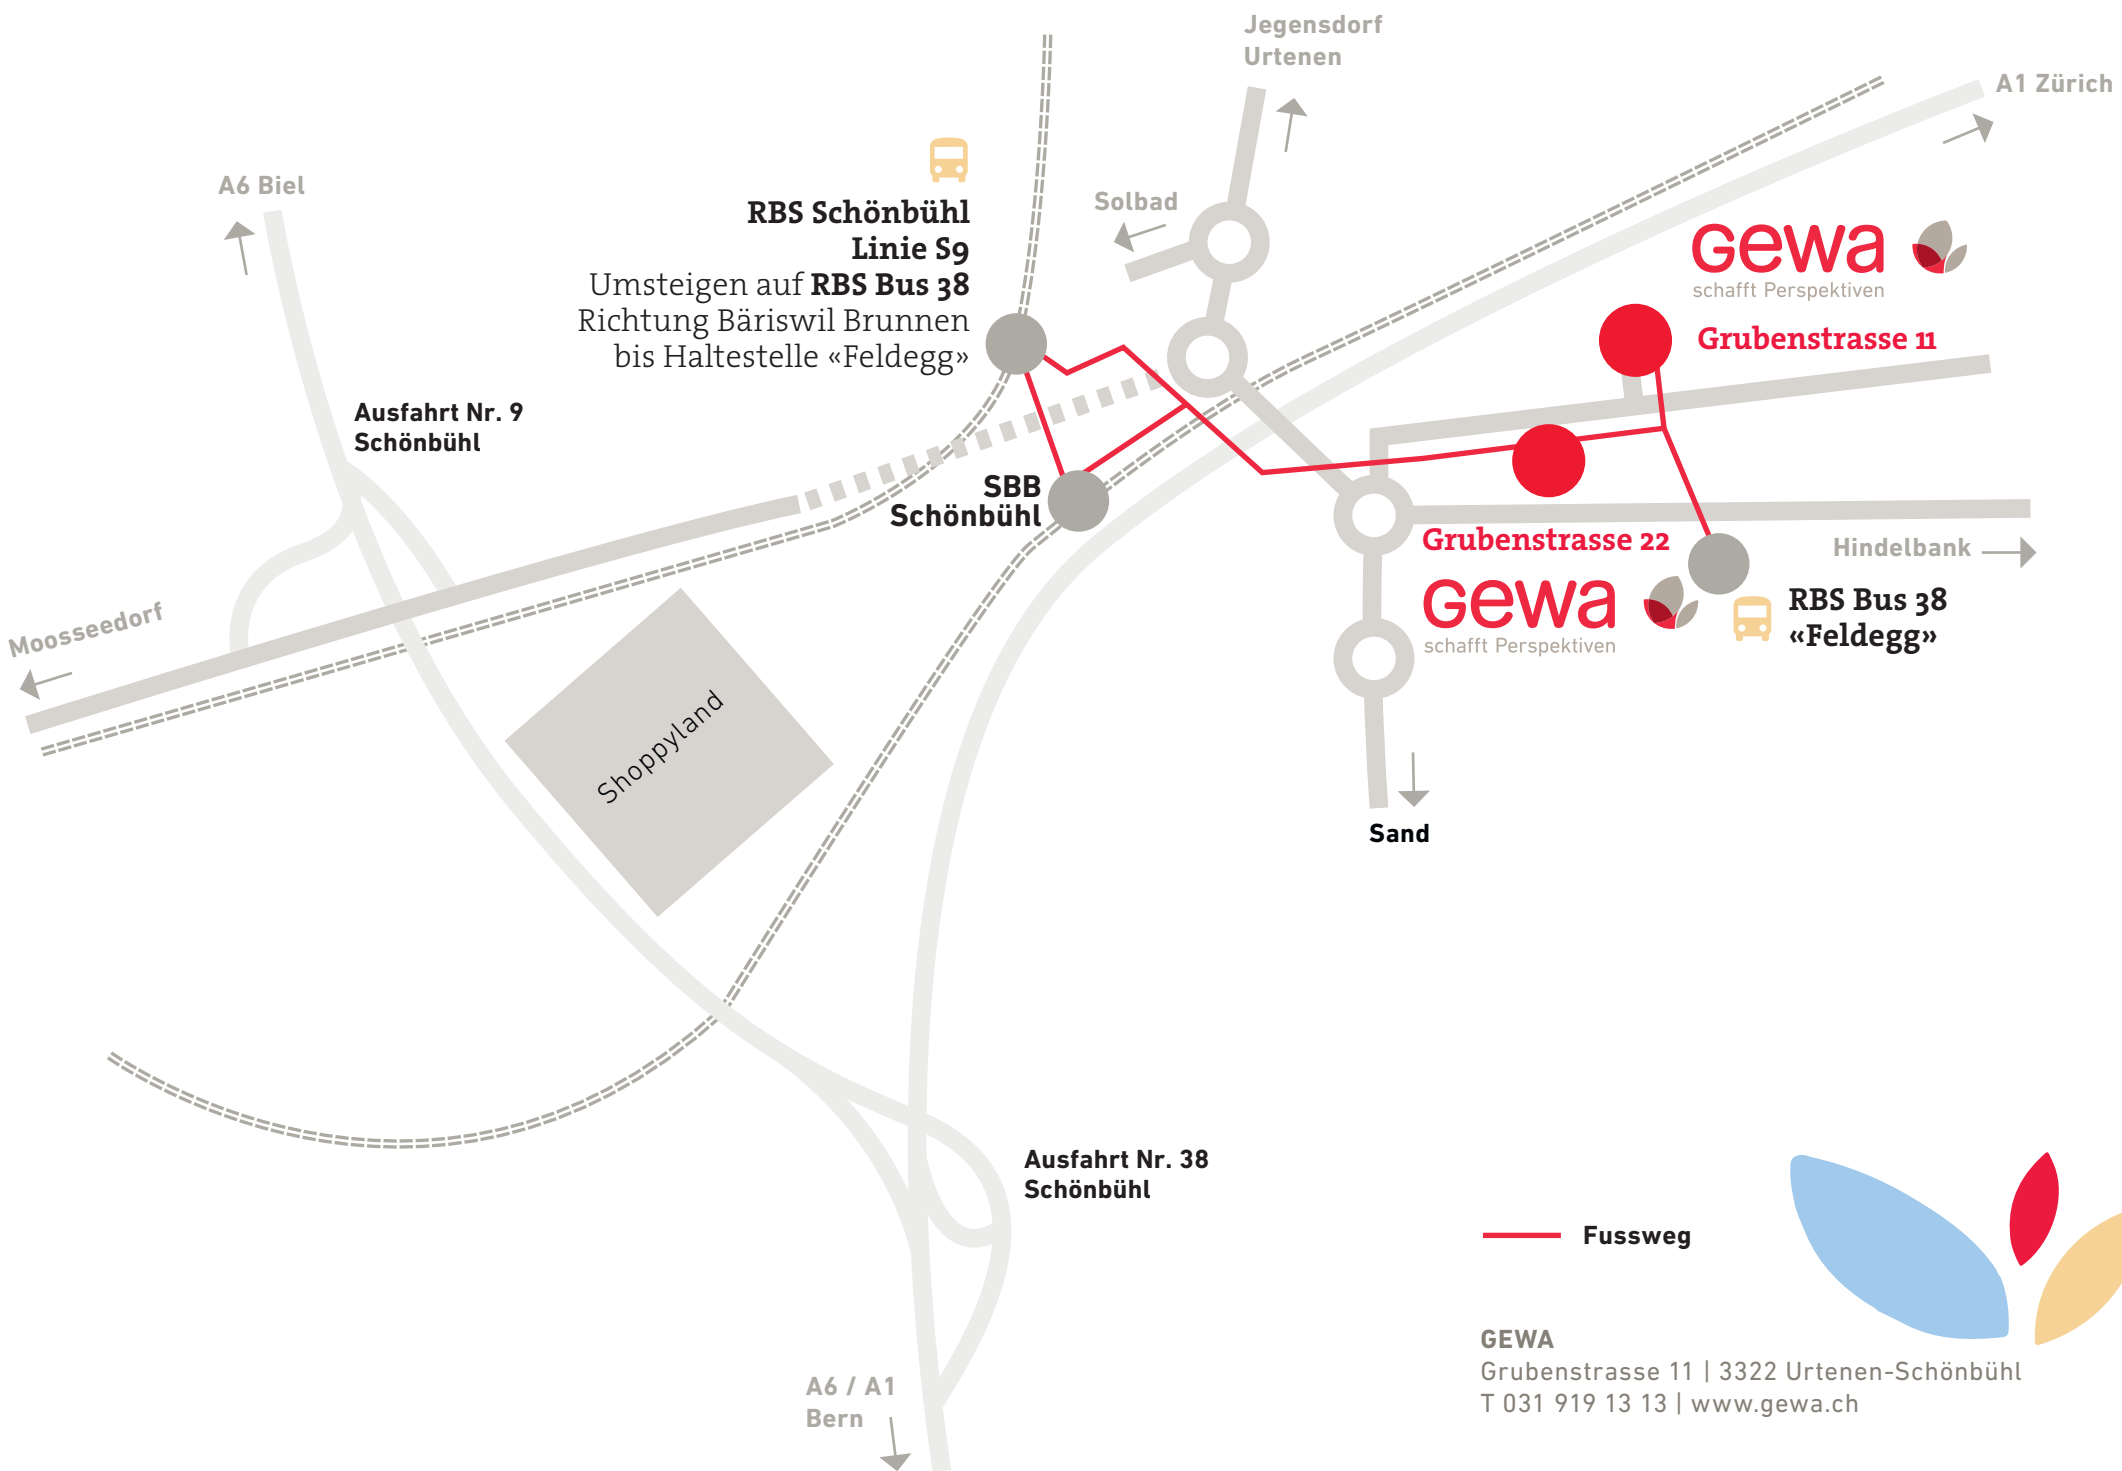 Jegensdorf
Urtenen
A1 Zürich
A6 Biel
RBS Schönbühl
Linie S9
Umsteigen auf RBS Bus 38
Richtung Bäriswil Brunnen
bis Haltestelle «Feldegg»
Solbad
Gewa
schafft Perspektiven
Grubenstrasse 11
Ausfahrt Nr. 9
Schönbühl
SBB
Schönbühl
Grubenstrasse 22
Gewa
schafft Perspektiven
Hindelbank
RBS Bus 38
«Feldegg»
Moosseedorf
Shoppyland
Sand
Ausfahrt Nr. 38
Schönbühl
Fussweg
A6 / A1
Bern
GEWA
Grubenstrasse 11 | 3322 Urtenen-Schönbühl
T 031 919 13 13 | www.gewa.ch